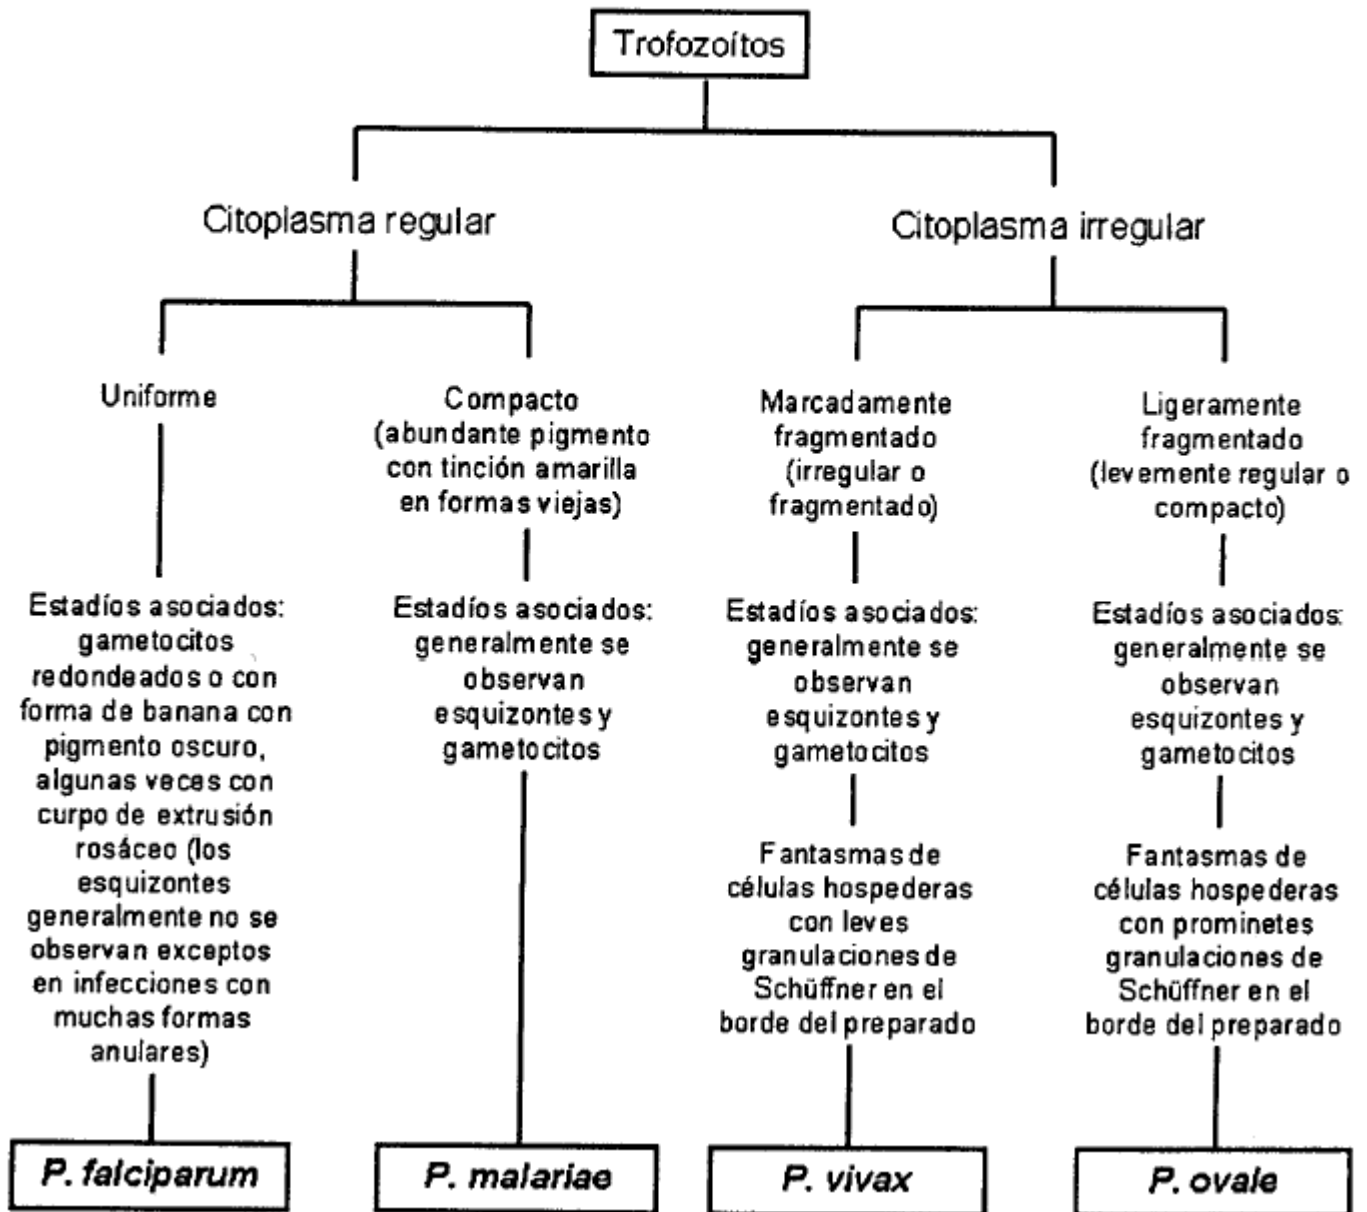 Trofozoítos
Citoplasma regular
Citoplasma irregular
Uniforme
Compacto
(abundante pigmento
con tinción amarilla
en formas viejas)
Marcadamente
fragmentado
(irregular o
fragmentado)
Ligeramente
fragmentado
(levemente regular o
compacto)
Estadíos asociados:
gametocitos
redondeados o con
forma de banana con
pigmento oscuro,
algunas veces con
curpo de extrusión
rosáceo (los
esquizontes
generalmente no se
observan exceptos
en infecciones con
muchas formas
anulares)
Estadíos asociados:
generalmente se
observan
esquizontes y
gametocitos
Estadíos asociados:
generalmente se
observan
esquizontes y
gametocitos
Estadíos asociados:
generalmente se
observan
esquizontes y
gametocitos
Fantasmas de
células hospederas
con leves
granulaciones de
Schüffner en el
borde del preparado
Fantasmas de
células hospederas
con prominetes
granulaciones de
Schüffner en el
borde del preparado
P. falciparum
P. malariae
P. vivax
P. ovale